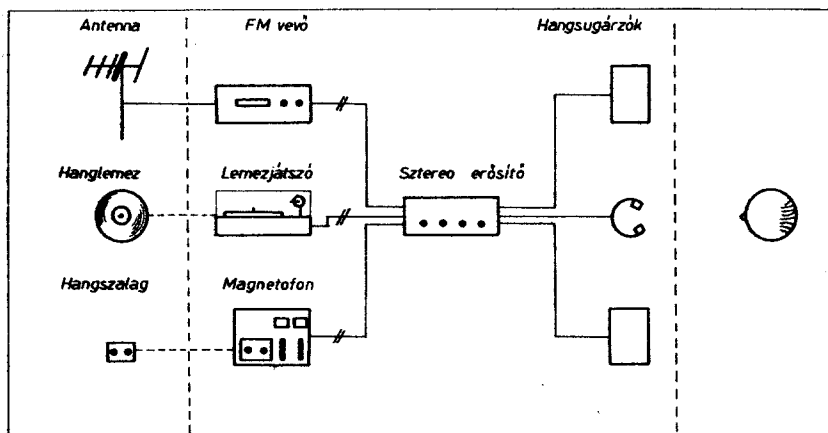 Antenna
FM vevő
Hangsugárzók
Hanglemez
Lemezjátszó
Sztereo erősítő
Hangszalag
Magnetofon